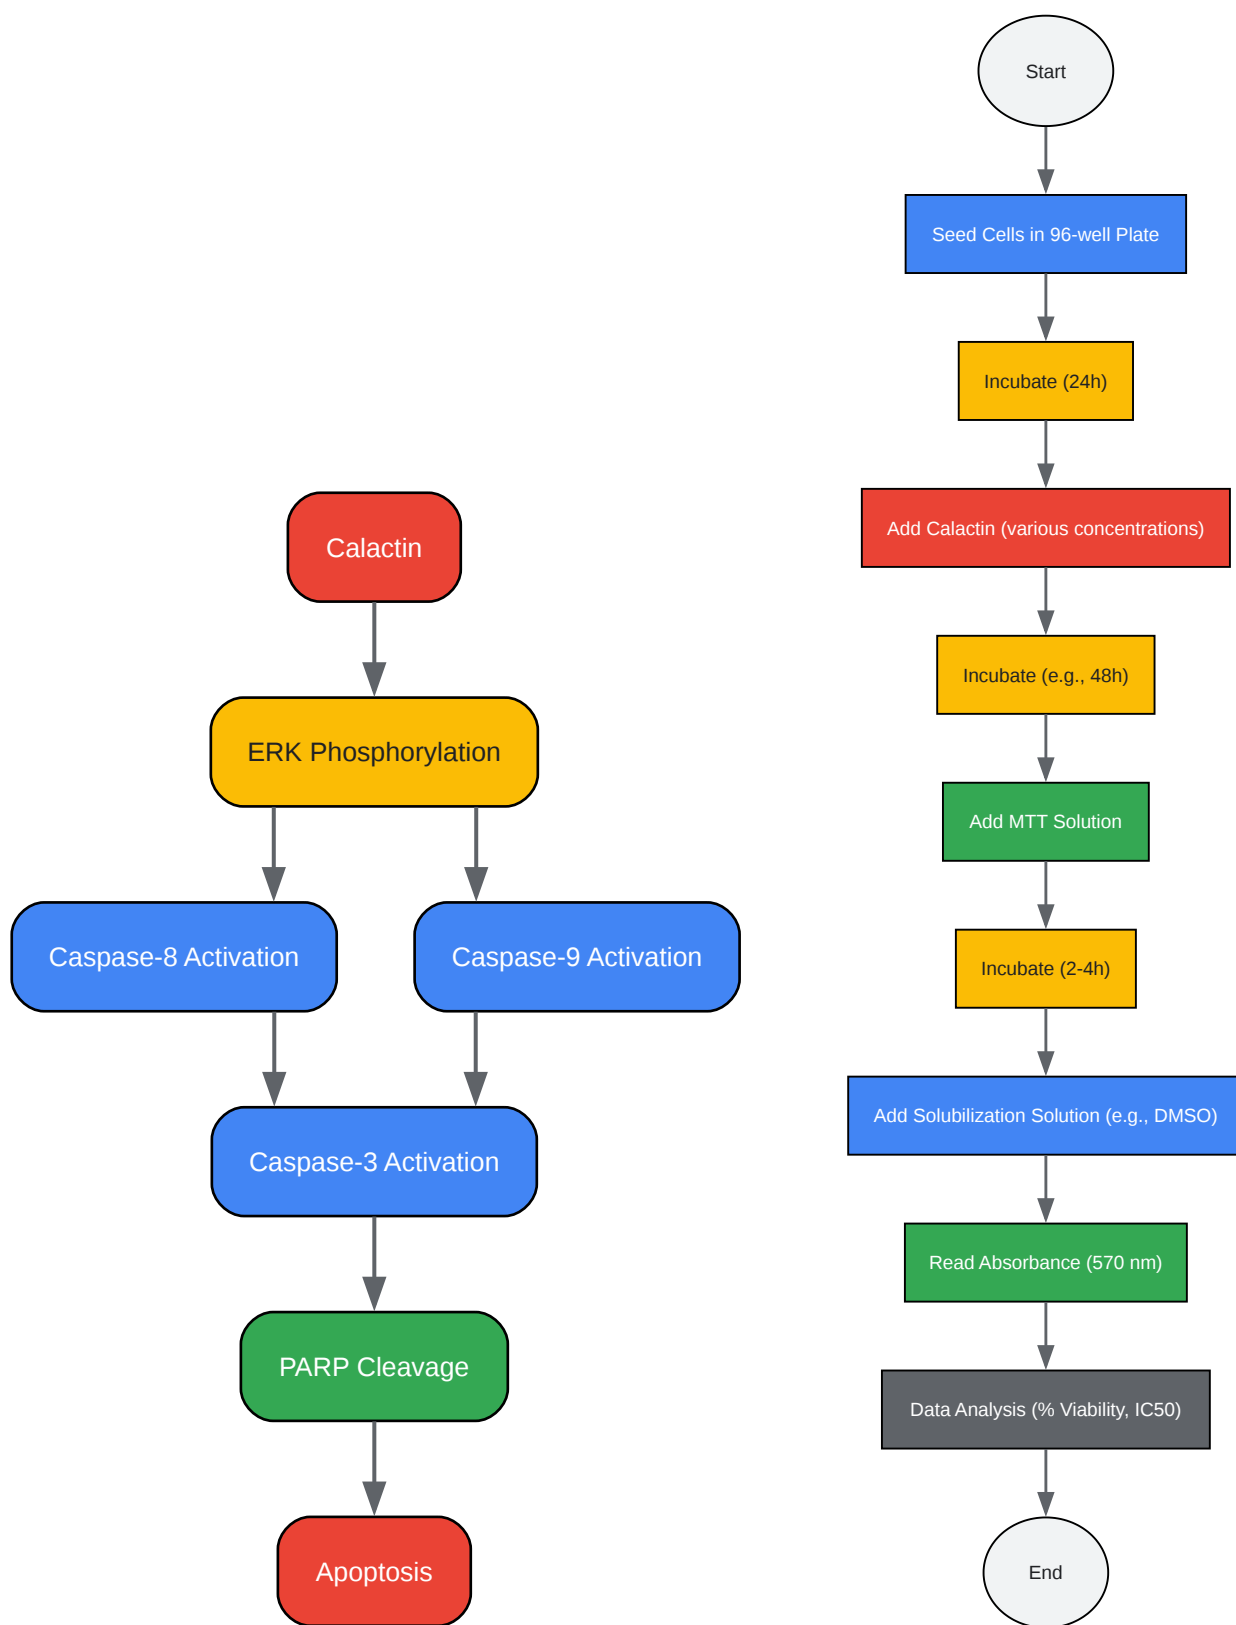 Calactin
ERK Phosphorylation
Caspase-8 Activation
Caspase-9 Activation
Caspase-3 Activation
PARP Cleavage
Apoptosis
Start
Seed Cells in 96-well Plate
Incubate (24h)
Add Calactin (various concentrations)
Incubate (e.g., 48h)
Add MTT Solution
Incubate (2-4h)
Add Solubilization Solution (e.g., DMSO)
Read Absorbance (570 nm)
Data Analysis (% Viability, IC50)
End